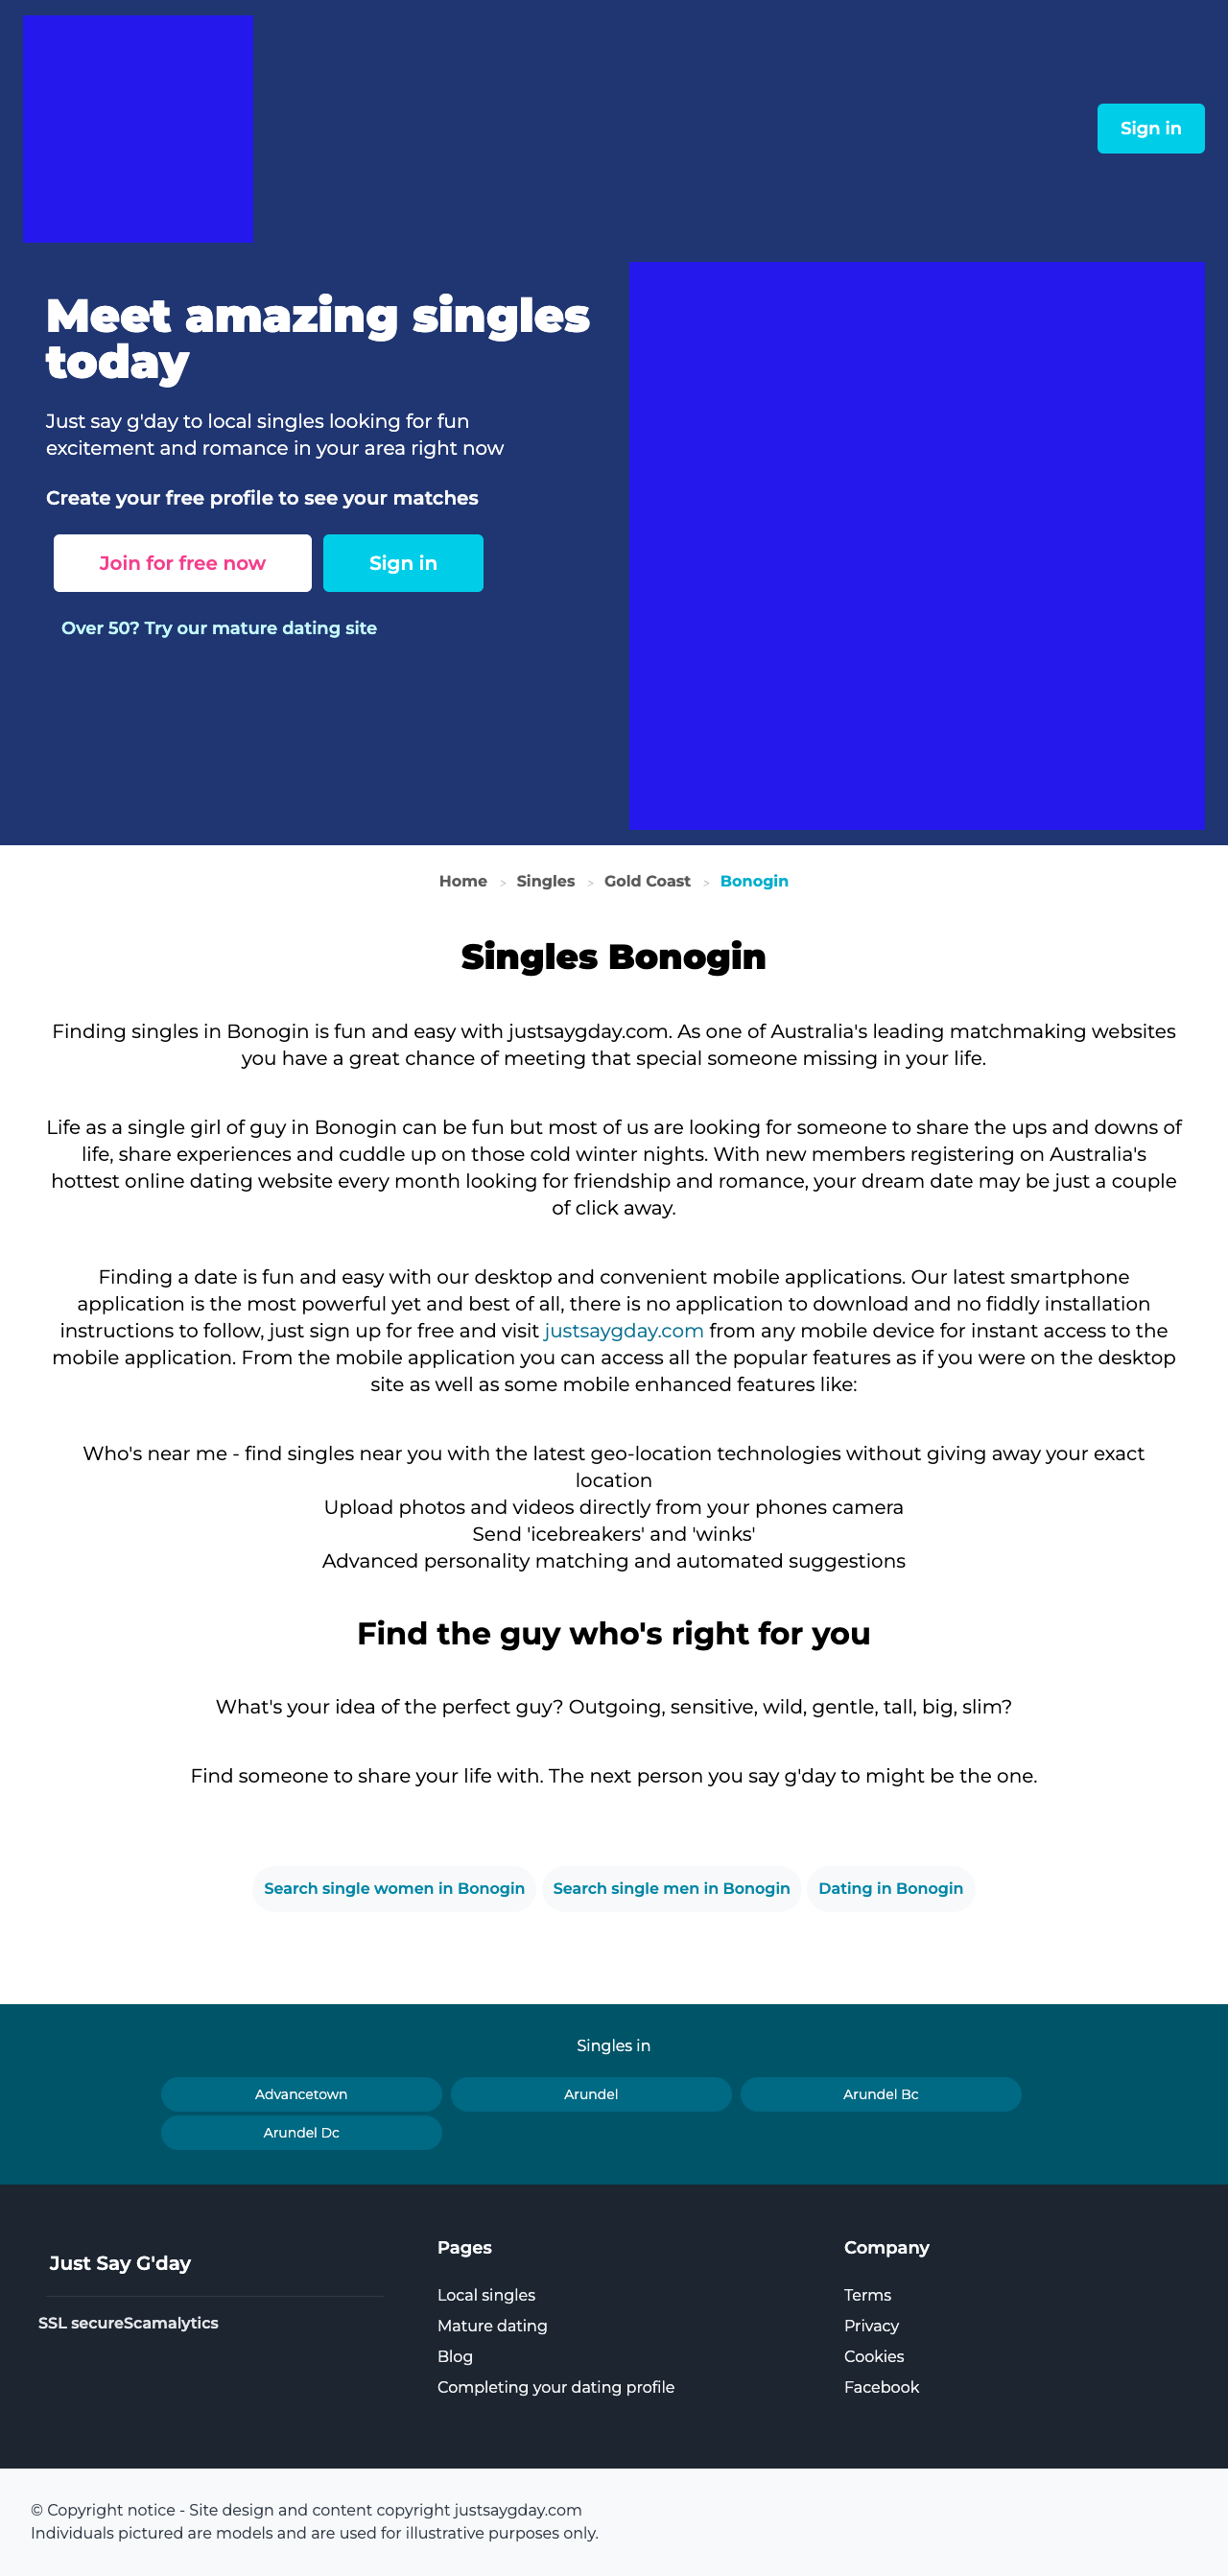 Sign in
Meet amazing singles
today
Just say g'day to local singles looking for fun
excitement and romance in your area right now
Create your free profile to see your matches
Join for free now
Sign in
Over 50? Try our mature dating site
Home > Singles > Gold Coast > Bonogin
Singles Bonogin
Finding singles in Bonogin is fun and easy with justsaygday.com. As one of Australia's leading matchmaking websites
you have a great chance of meeting that special someone missing in your life.
Life as a single girl of guy in Bonogin can be fun but most of us are looking for someone to share the ups and downs of
life, share experiences and cuddle up on those cold winter nights. With new members registering on Australia's
hottest online dating website every month looking for friendship and romance, your dream date may be just a couple
of click away.
Finding a date is fun and easy with our desktop and convenient mobile applications. Our latest smartphone
application is the most powerful yet and best of all, there is no application to download and no fiddly installation
instructions to follow, just sign up for free and visit justsaygday.com from any mobile device for instant access to the
mobile application. From the mobile application you can access all the popular features as if you were on the desktop
site as well as some mobile enhanced features like:
Who's near me - find singles near you with the latest geo-location technologies without giving away your exact
location
Upload photos and videos directly from your phones camera
Send 'icebreakers' and 'winks'
Advanced personality matching and automated suggestions
Find the guy who's right for you
What's your idea of the perfect guy? Outgoing, sensitive, wild, gentle, tall, big, slim?
Find someone to share your life with. The next person you say g'day to might be the one.
Search single women in Bonogin
Search single men in Bonogin
Dating in Bonogin
Singles in
Advancetown
Arundel
Arundel Bc
Arundel Dc
Just Say G'day
SSL secureScamalytics
Pages
Local singles
Mature dating
Blog
Completing your dating profile
Company
Terms
Privacy
Cookies
Facebook
© Copyright notice - Site design and content copyright justsaygday.com
Individuals pictured are models and are used for illustrative purposes only.